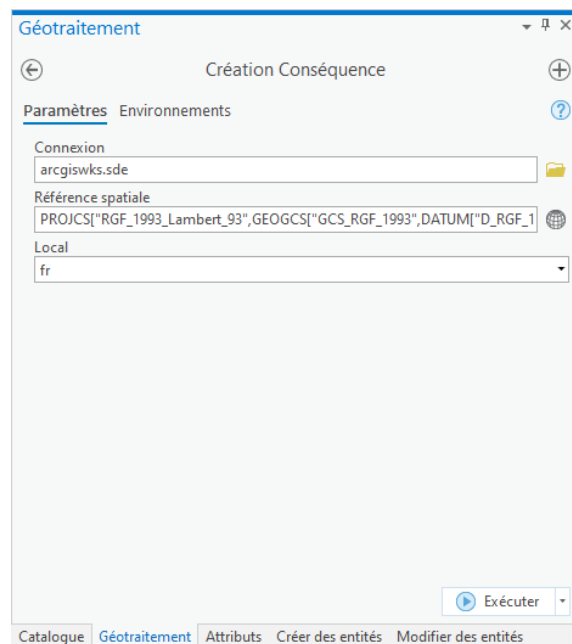 Géotraitement
Création Conséquence
Paramètres Environnements
Connexion
arcgiswks.sde
Référence spatiale
PROJCS["RGF_1993_Lambert_93",GEOGCS["GCS_RGF_1993",DATUM["D_RGF_1
Local
fr
Exécuter
Catalogue Géotraitement Attributs Créer des entités Modifier des entités